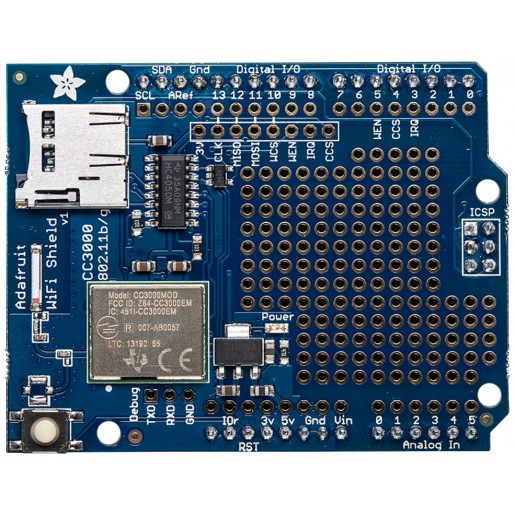 SDA Gnd Digital I/O Digital I/O
SCL ARef 13 12 11 10 9 8 7 6 5 4 3 2 1 0
WEN CCS IRQ
3V CLK MISO MOSI WCS WEN IRQ CCS
ICSP
Adafruit
WiFi Shield v1
CC3000
802.11b/g
Model: CC3000MOD
FCC ID: Z64-CC3000EM
IC: 451I-CC3000EM
R 007-AB0057
LTC: 13190
CE
Power
Debug
TXD RXD GND
IOr 3v 5v Gnd Vin 0 1 2 3 4 5
RST Analog In